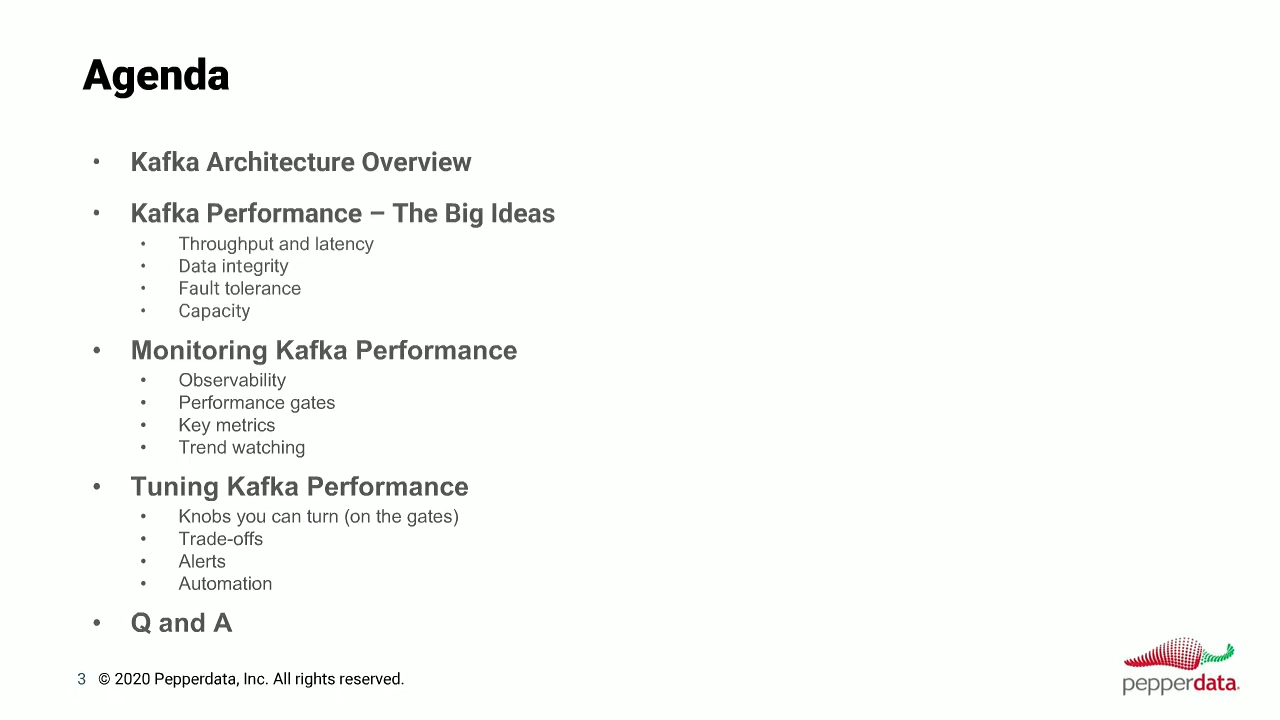 Agenda
• Kafka Architecture Overview
• Kafka Performance – The Big Ideas
• Throughput and latency
• Data integrity
• Fault tolerance
• Capacity
• Monitoring Kafka Performance
• Observability
• Performance gates
• Key metrics
• Trend watching
• Tuning Kafka Performance
• Knobs you can turn (on the gates)
• Trade-offs
• Alerts
• Automation
• Q and A
3 © 2020 Pepperdata, Inc. All rights reserved.
pepperdata